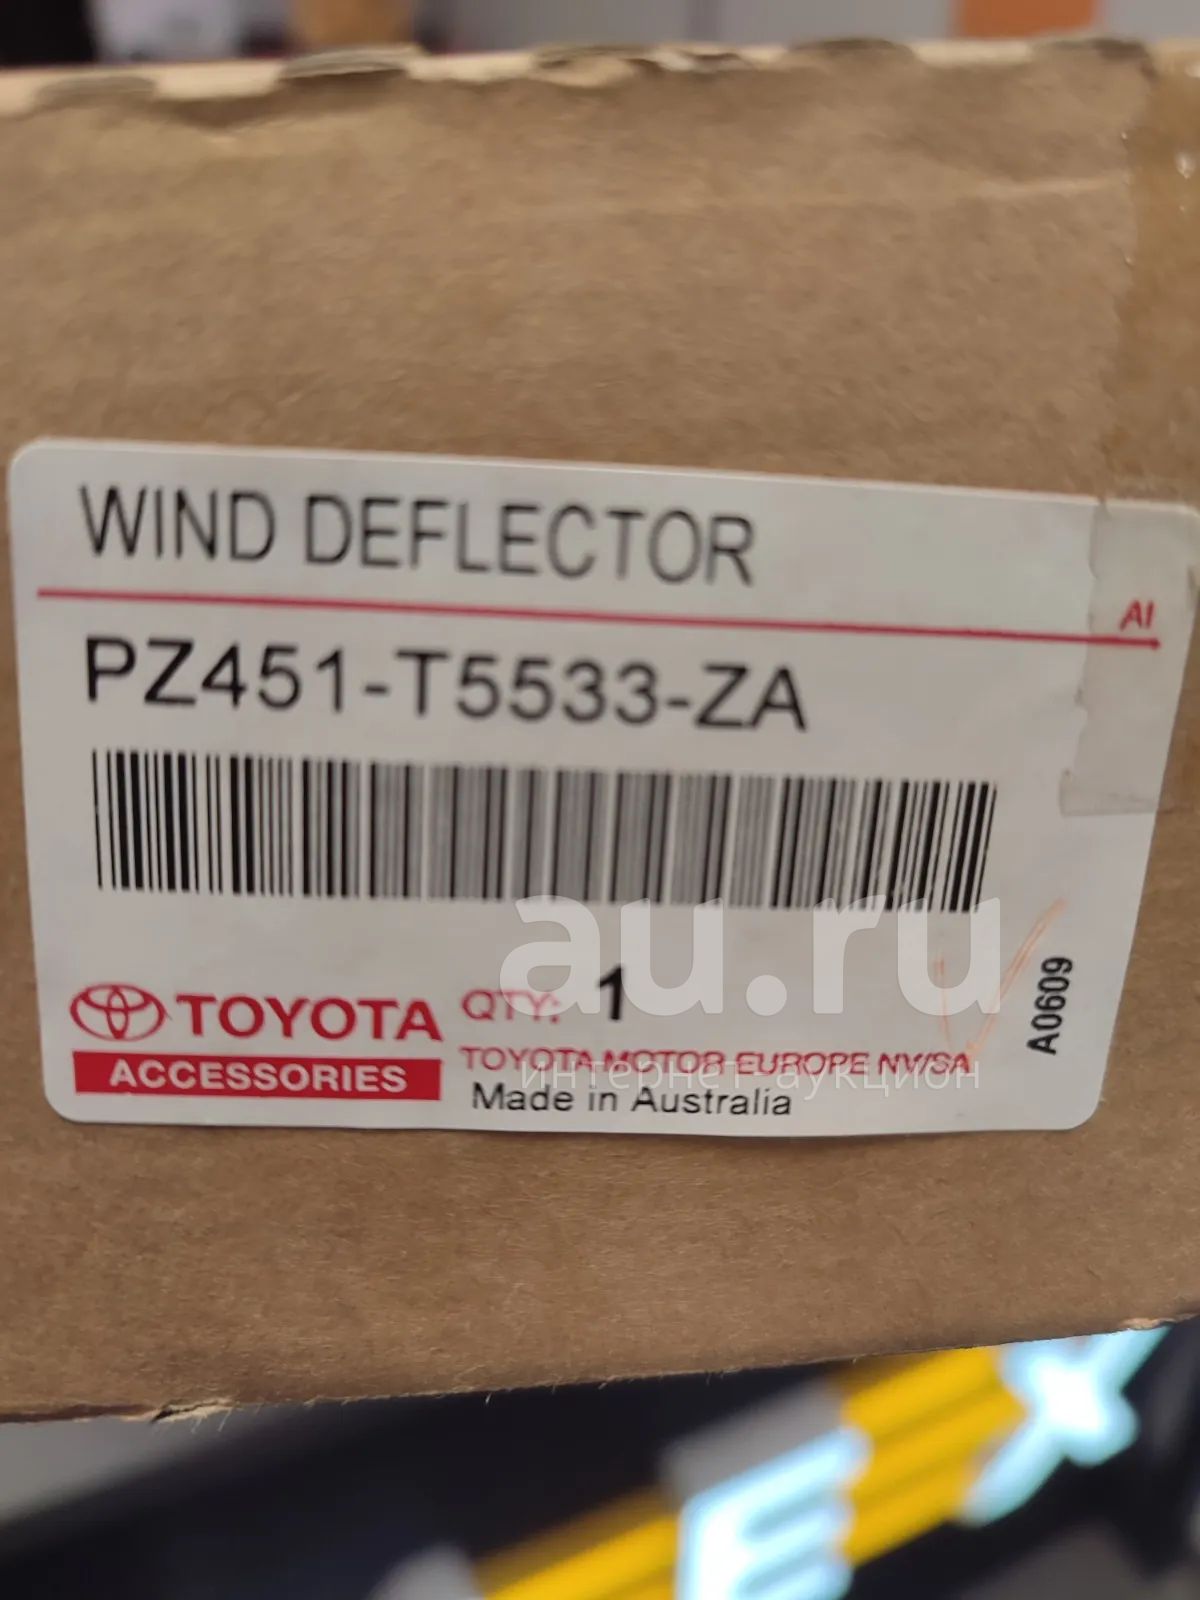 WIND DEFLECTOR
AI
PZ451-T5533-ZA
au.ru
интернет-аукцион
TOYOTA
ACCESSORIES
QTY: 1
TOYOTA MOTOR EUROPE NV/SA
Made in Australia
A0609